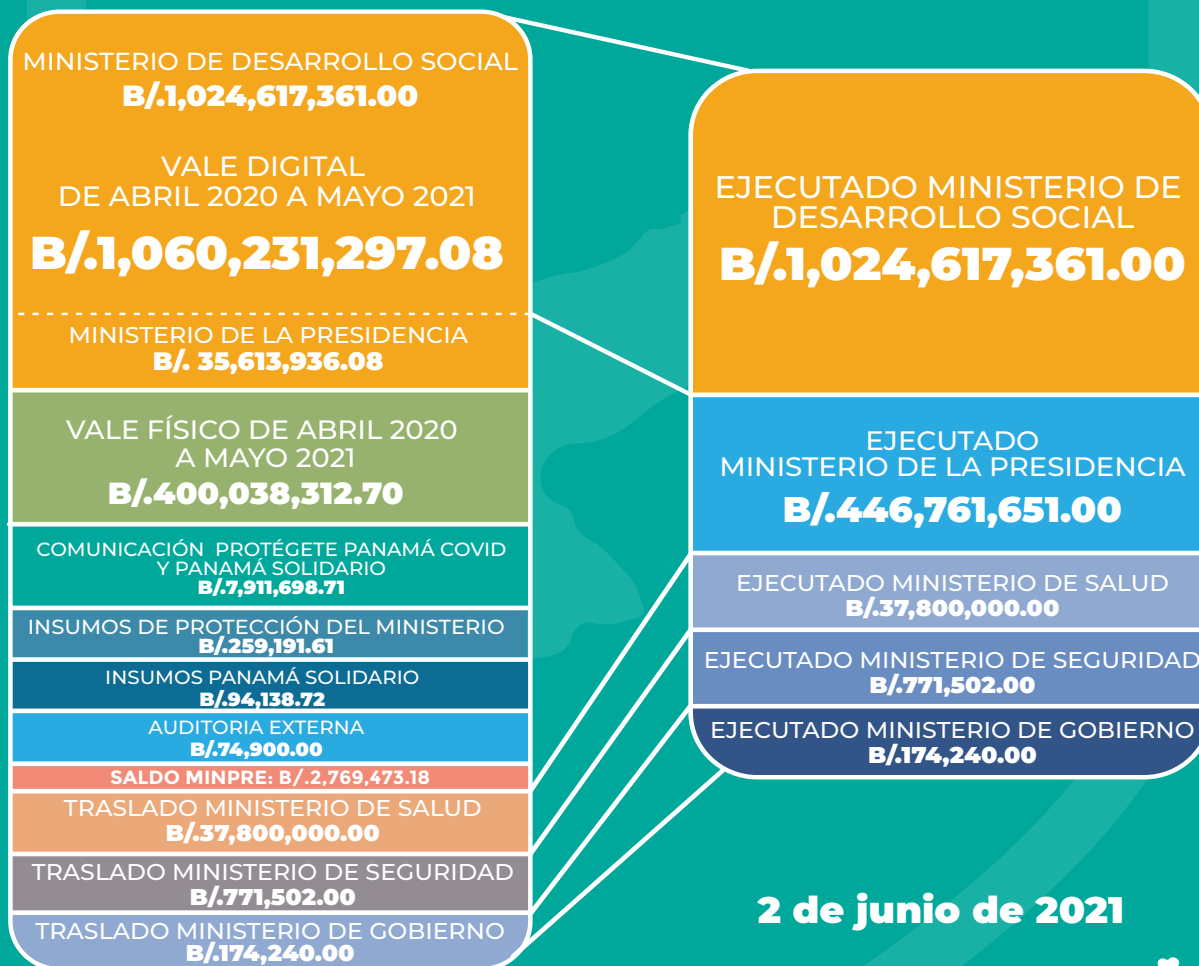 MINISTERIO DE DESARROLLO SOCIAL
B/.1,024,617,361.00
VALE DIGITAL
DE ABRIL 2020 A MAYO 2021
B/.1,060,231,297.08
MINISTERIO DE LA PRESIDENCIA
B/. 35,613,936.08
VALE FÍSICO DE ABRIL 2020
A MAYO 2021
B/.400,038,312.70
COMUNICACIÓN PROTÉGETE PANAMÁ COVID
Y PANAMÁ SOLIDARIO
B/.7,911,698.71
INSUMOS DE PROTECCIÓN DEL MINISTERIO
B/.259,191.61
INSUMOS PANAMÁ SOLIDARIO
B/.94,138.72
AUDITORIA EXTERNA
B/.74,900.00
SALDO MINPRE: B/.2,769,473.18
TRASLADO MINISTERIO DE SALUD
B/.37,800,000.00
TRASLADO MINISTERIO DE SEGURIDAD
B/.771,502.00
TRASLADO MINISTERIO DE GOBIERNO
B/.174,240.00
EJECUTADO MINISTERIO DE
DESARROLLO SOCIAL
B/.1,024,617,361.00
EJECUTADO
MINISTERIO DE LA PRESIDENCIA
B/.446,761,651.00
EJECUTADO MINISTERIO DE SALUD
B/.37,800,000.00
EJECUTADO MINISTERIO DE SEGURIDAD
B/.771,502.00
EJECUTADO MINISTERIO DE GOBIERNO
B/.174,240.00
2 de junio de 2021